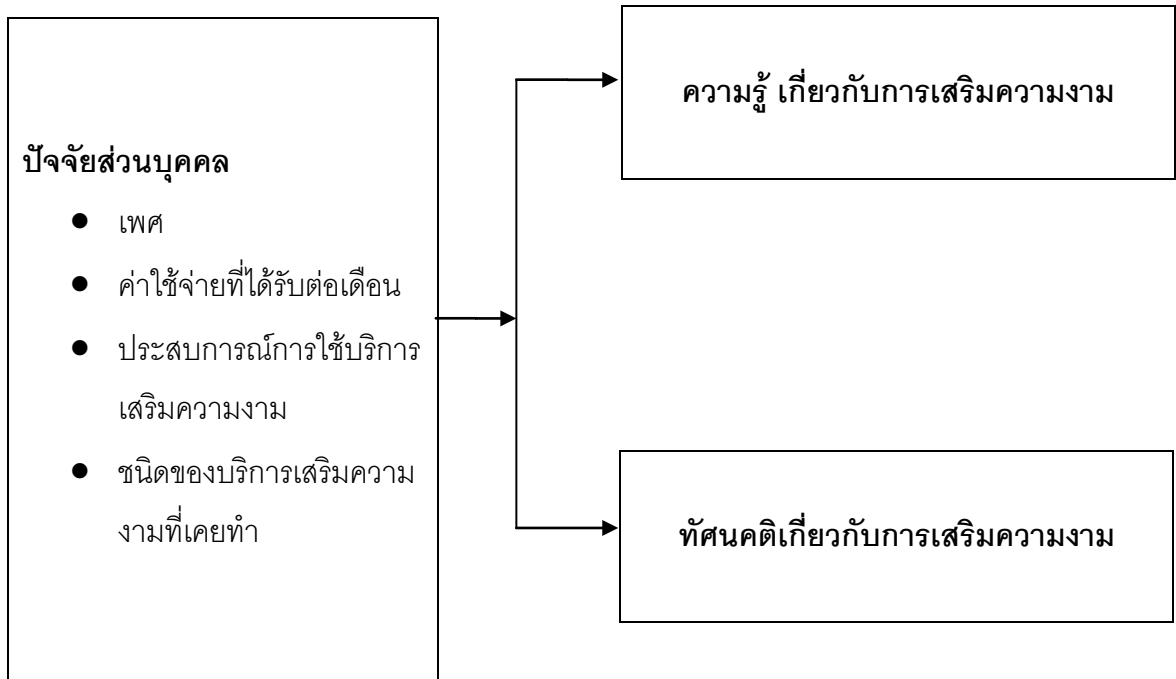 ปัจจัยส่วนบุคคล
● เพศ
● ค่าใช้จ่ายที่ได้รับต่อเดือน
● ประสบการณ์การใช้บริการ
เสริมความงาม
● ชนิดของบริการเสริมความ
งามที่เคยทำ
ความรู้ เกี่ยวกับการเสริมความงาม
ทัศนคติเกี่ยวกับการเสริมความงาม